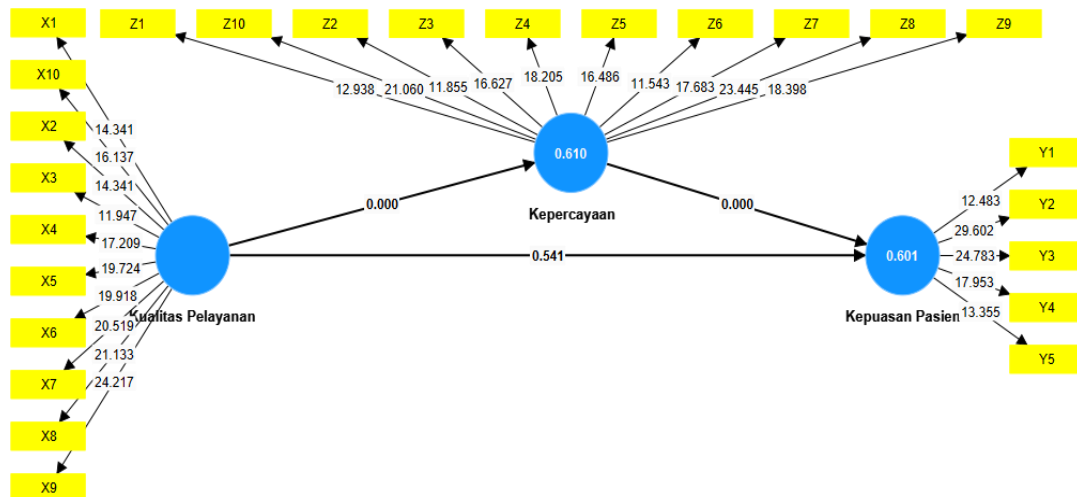 X1
Z1
Z10
Z2
Z3
Z4
Z5
Z6
Z7
Z8
Z9
X10
X2
X3
X4
X5
X6
X7
X8
X9
12.938
21.060
11.855
16.627
18.205
16.486
11.543
17.683
23.445
18.398
14.341
16.137
14.341
11.947
17.209
19.724
19.918
20.519
21.133
24.217
0.610
Kepercayaan
0.000
0.000
0.541
Kualitas Pelayanan
0.601
Kepuasan Pasien
12.483
29.602
24.783
17.953
13.355
Y1
Y2
Y3
Y4
Y5